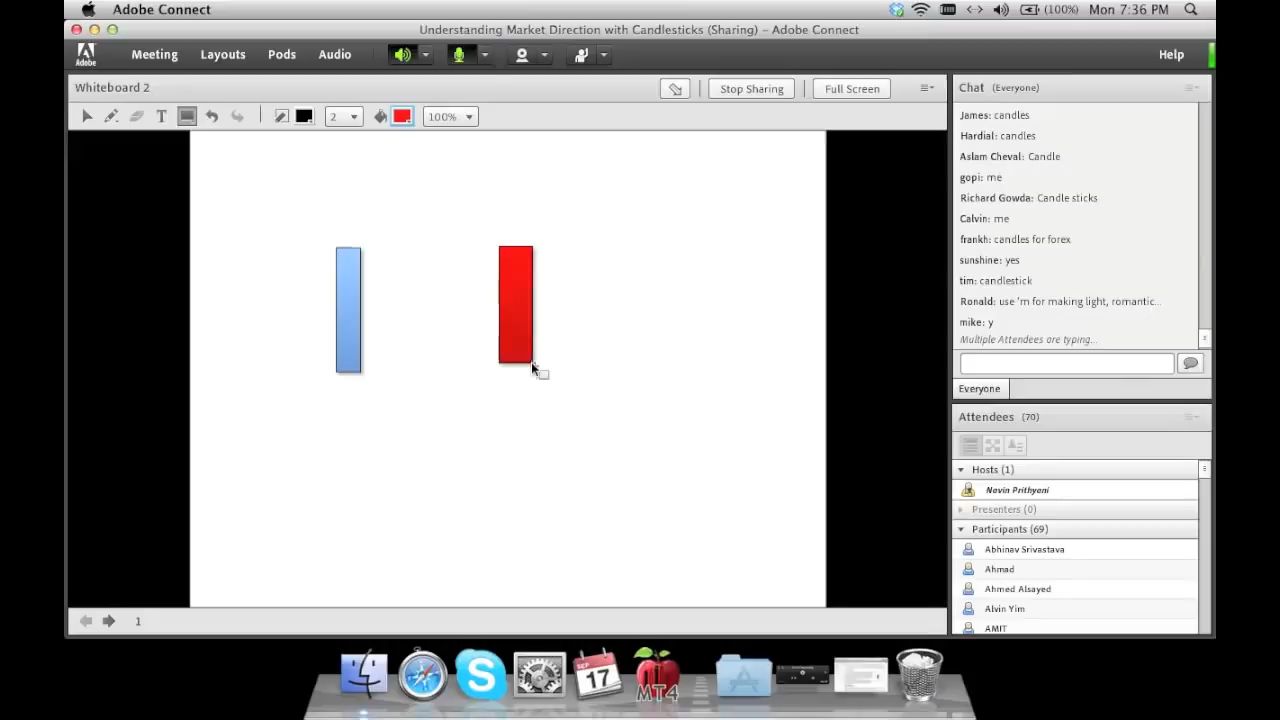 Adobe Connect
(100%) Mon 7:36 PM
Understanding Market Direction with Candlesticks (Sharing) – Adobe Connect
Adobe
Meeting Layouts Pods Audio Help
Whiteboard 2
Stop Sharing Full Screen
T 2 100%
1
Chat (Everyone)
James: candles
Hardial: candles
Aslam Cheval: Candle
gopi: me
Richard Gowda: Candle sticks
Calvin: me
frankh: candles for forex
sunshine: yes
tim: candlestick
Ronald: use 'm for making light, romantic...
mike: y
Multiple Attendees are typing...
Everyone
Attendees (70)
Hosts (1)
Navin Prithyani
Presenters (0)
Participants (69)
Abhinav Srivastava
Ahmad
Ahmed Alsayed
Alvin Yim
AMIT
SEP
17
MT4